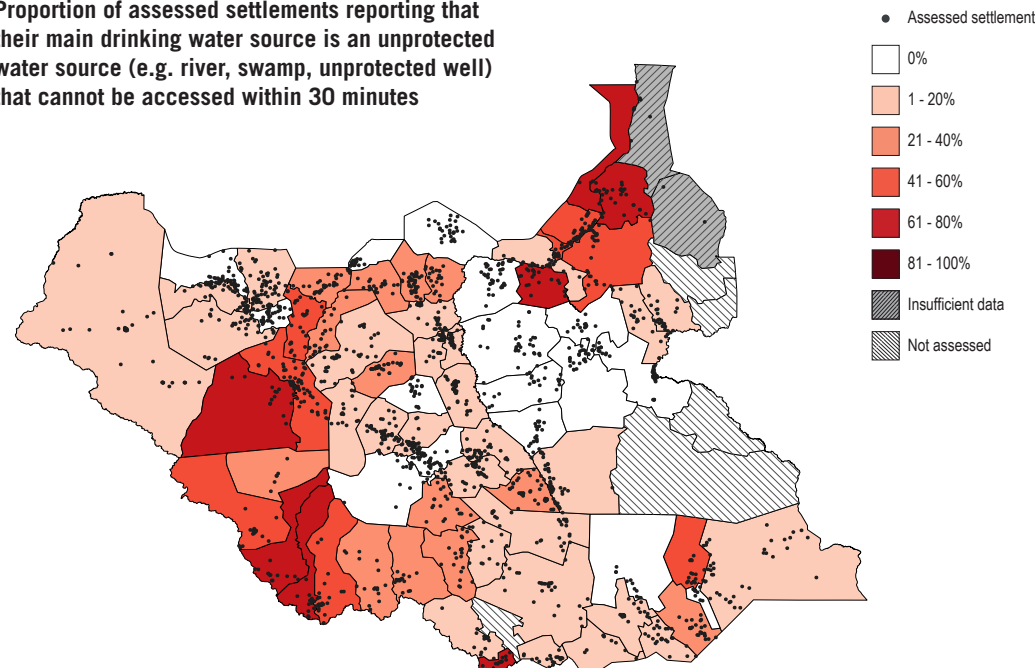 Proportion of assessed settlements reporting that
their main drinking water source is an unprotected
water source (e.g. river, swamp, unprotected well)
that cannot be accessed within 30 minutes
Assessed settlement
0%
1 - 20%
21 - 40%
41 - 60%
61 - 80%
81 - 100%
Insufficient data
Not assessed